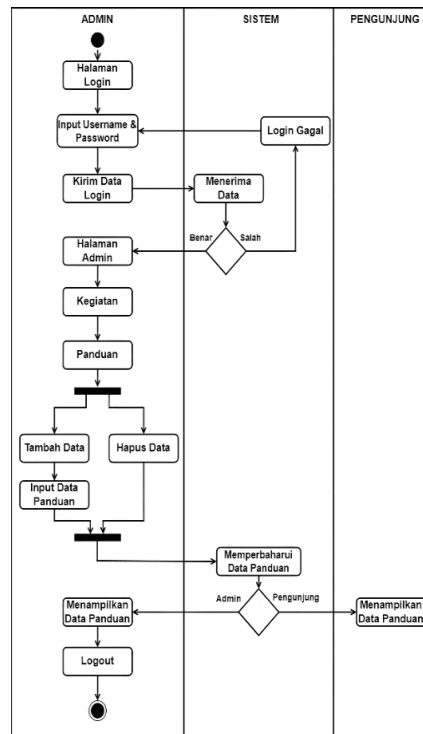 ADMIN
SISTEM
PENGUNJUNG
Halaman
Login
Input Username &
Password
Login Gagal
Kirim Data
Login
Menerima
Data
Benar
Salah
Halaman
Admin
Kegiatan
Panduan
Tambah Data
Hapus Data
Input Data
Panduan
Memperbaharui
Data Panduan
Admin
Pengunjung
Menampilkan
Data Panduan
Menampilkan
Data Panduan
Logout